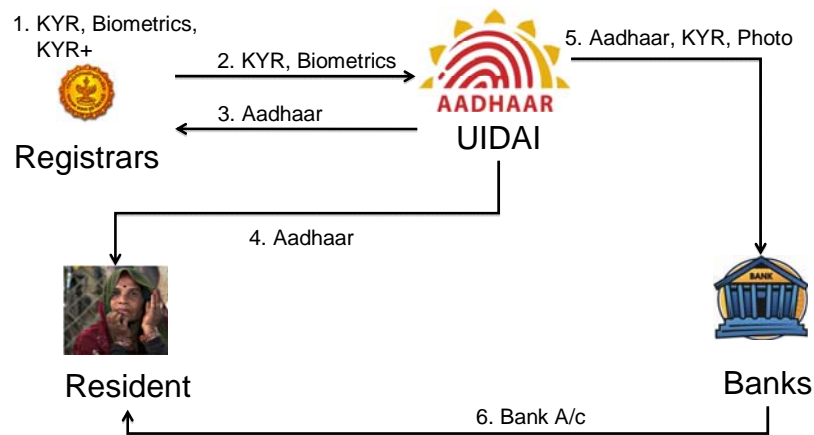 1. KYR, Biometrics,
KYR+
2. KYR, Biometrics
5. Aadhaar, KYR, Photo
AADHAAR
3. Aadhaar
UIDAI
Registrars
4. Aadhaar
BANK
Resident
Banks
6. Bank A/c